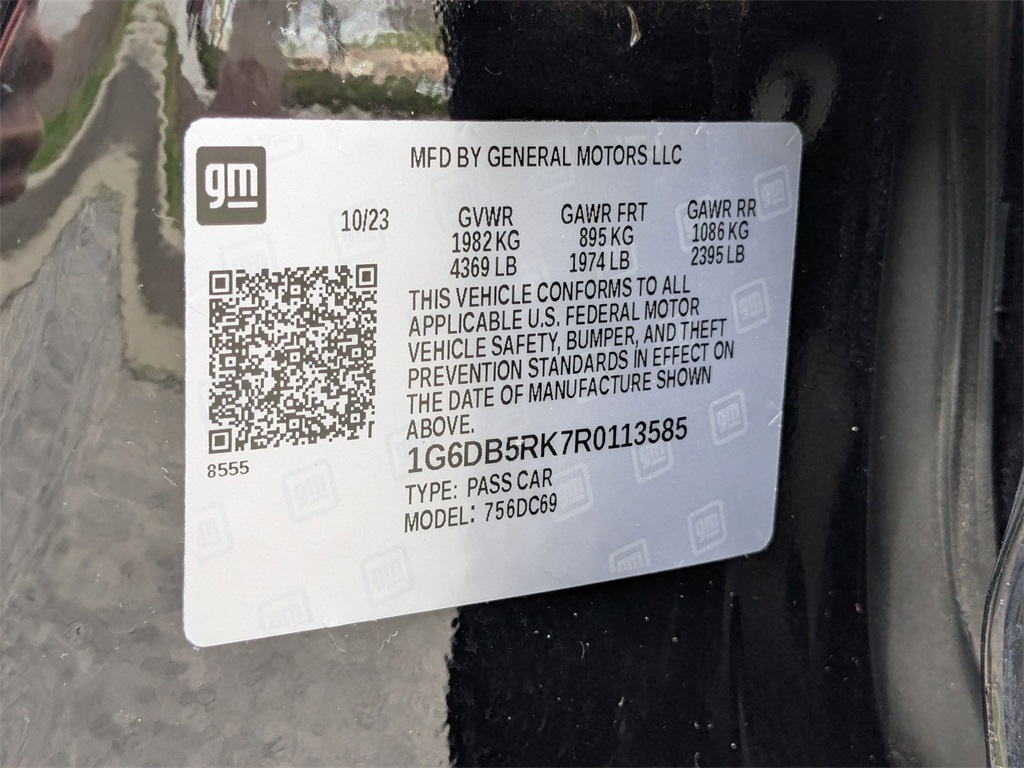 gm
MFD BY GENERAL MOTORS LLC
10/23 GVWR GAWR FRT GAWR RR
1982 KG 895 KG 1086 KG
4369 LB 1974 LB 2395 LB
THIS VEHICLE CONFORMS TO ALL
APPLICABLE U.S. FEDERAL MOTOR
VEHICLE SAFETY, BUMPER, AND THEFT
PREVENTION STANDARDS IN EFFECT ON
THE DATE OF MANUFACTURE SHOWN
ABOVE.
8555
1G6DB5RK7R0113585
TYPE: PASS CAR
MODEL: 756DC69